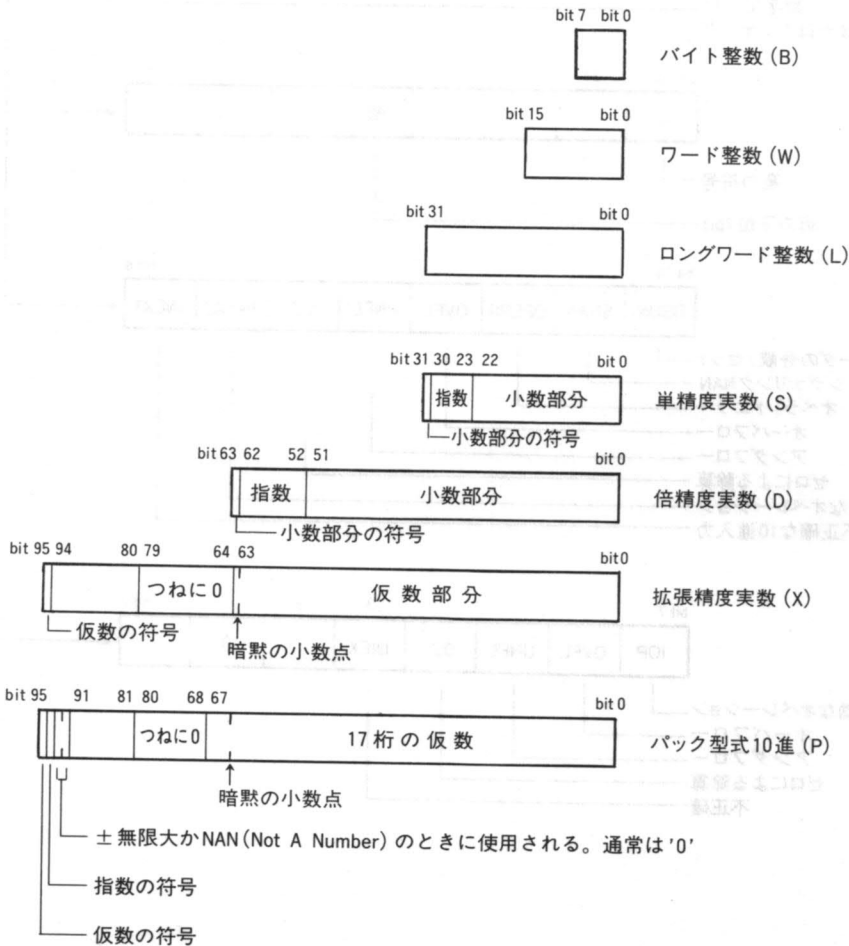 bit 7 bit 0
バイト整数 (B)
bit 15 bit 0
ワード整数 (W)
bit 31 bit 0
ロングワード整数 (L)
bit 31 30 23 22 bit 0
指数 小数部分 単精度実数 (S)
小数部分の符号
bit 63 62 52 51 bit 0
指数 小数部分 倍精度実数 (D)
小数部分の符号
bit 95 94 80 79 64 63 bit0
つねに0 仮数部分 拡張精度実数 (X)
仮数の符号
暗黙の小数点
bit 95 91 81 80 68 67 bit 0
つねに0 17桁の仮数 パック型式10進 (P)
暗黙の小数点
±無限大かNAN (Not A Number) のときに使用される。通常は'0'
指数の符号
仮数の符号